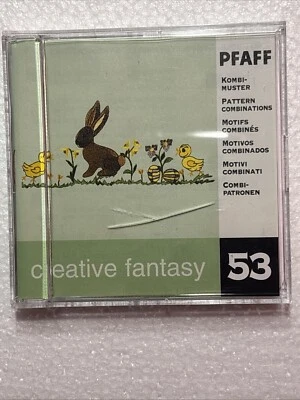 PFAFF
KOMBI-
MUSTER
PATTERN
COMBINATIONS
MOTIFS
COMBINÉS
MOTIVOS
COMBINADOS
MOTIVI
COMBINATI
COMBI-
PATRONEN
creative fantasy 53